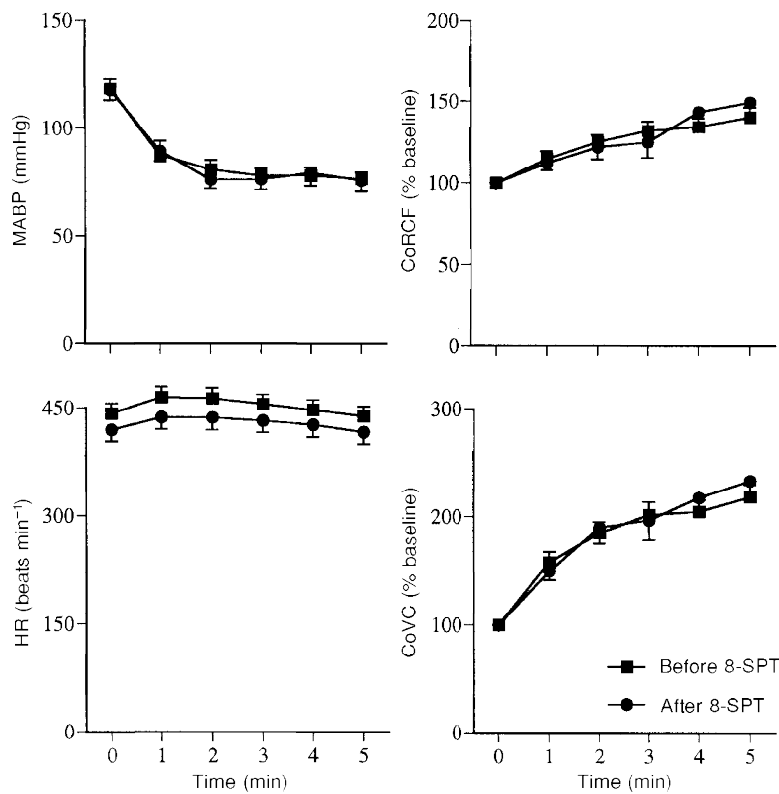 150
100
50
0
MABP (mmHg)
200
150
100
50
0
CoRCF (% baseline)
450
300
150
0
HR (beats min⁻¹)
0 1 2 3 4 5
Time (min)
300
200
100
0
CoVC (% baseline)
Before 8-SPT
After 8-SPT
0 1 2 3 4 5
Time (min)